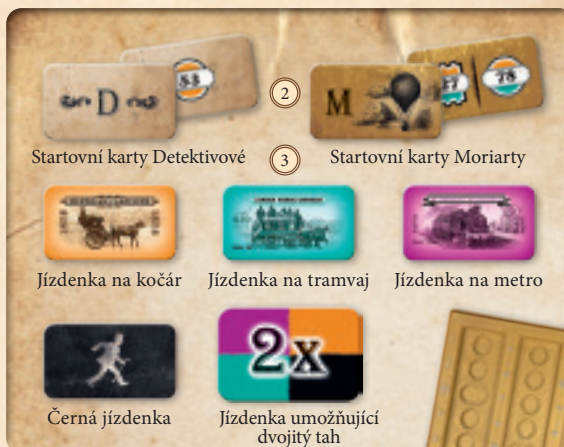 53
D
2
M
27
78
Startovní karty Detektivové
3
Startovní karty Moriarty
Jízdenka na kočár
Jízdenka na tramvaj
Jízdenka na metro
2x
Černá jízdenka
Jízdenka umožňující
dvojitý tah